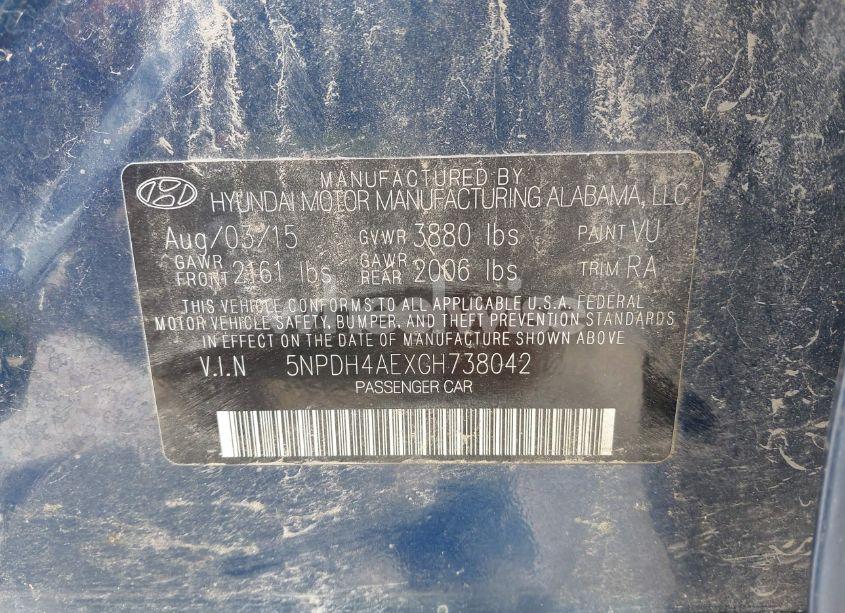 MANUFACTURED BY
HYUNDAI MOTOR MANUFACTURING ALABAMA, LLC
Aug/03/15 GVWR 3880 lbs PAINT VU
GAWR FRONT 2161 lbs GAWR REAR 2006 lbs TRIM RA
THIS VEHICLE CONFORMS TO ALL APPLICABLE U.S.A. FEDERAL
MOTOR VEHICLE SAFETY, BUMPER, AND THEFT PREVENTION STANDARDS
IN EFFECT ON THE DATE OF MANUFACTURE SHOWN ABOVE
V.I.N 5NPDH4AEXGH738042
PASSENGER CAR